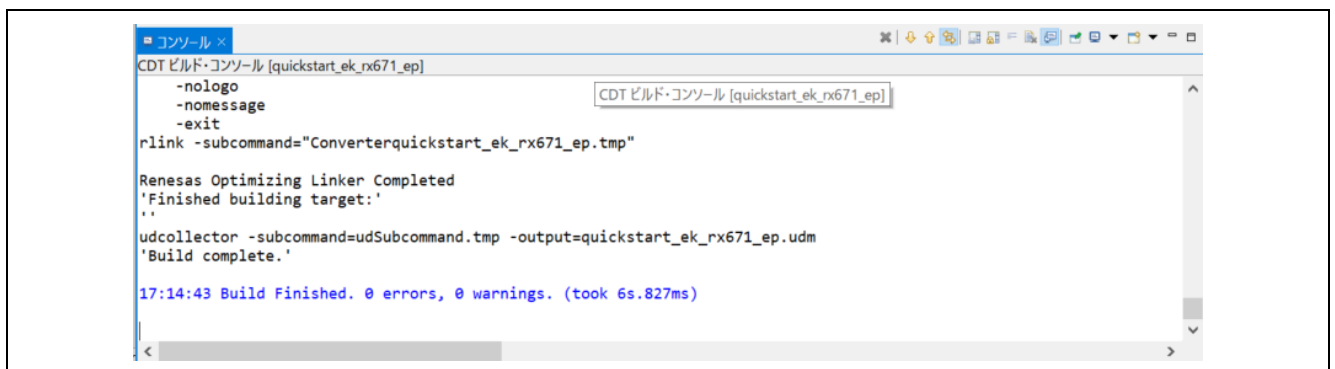 コンソール ×
CDT ビルド・コンソール [quickstart_ek_rx671_ep]
-nologo
CDT ビルド・コンソール [quickstart_ek_rx671_ep]
-nomessage
-exit
rlink -subcommand="Converterquickstart_ek_rx671_ep.tmp"
Renesas Optimizing Linker Completed
'Finished building target:'
''
udcollector -subcommand=udSubcommand.tmp -output=quickstart_ek_rx671_ep.udm
'Build complete.'
17:14:43 Build Finished. 0 errors, 0 warnings. (took 6s.827ms)